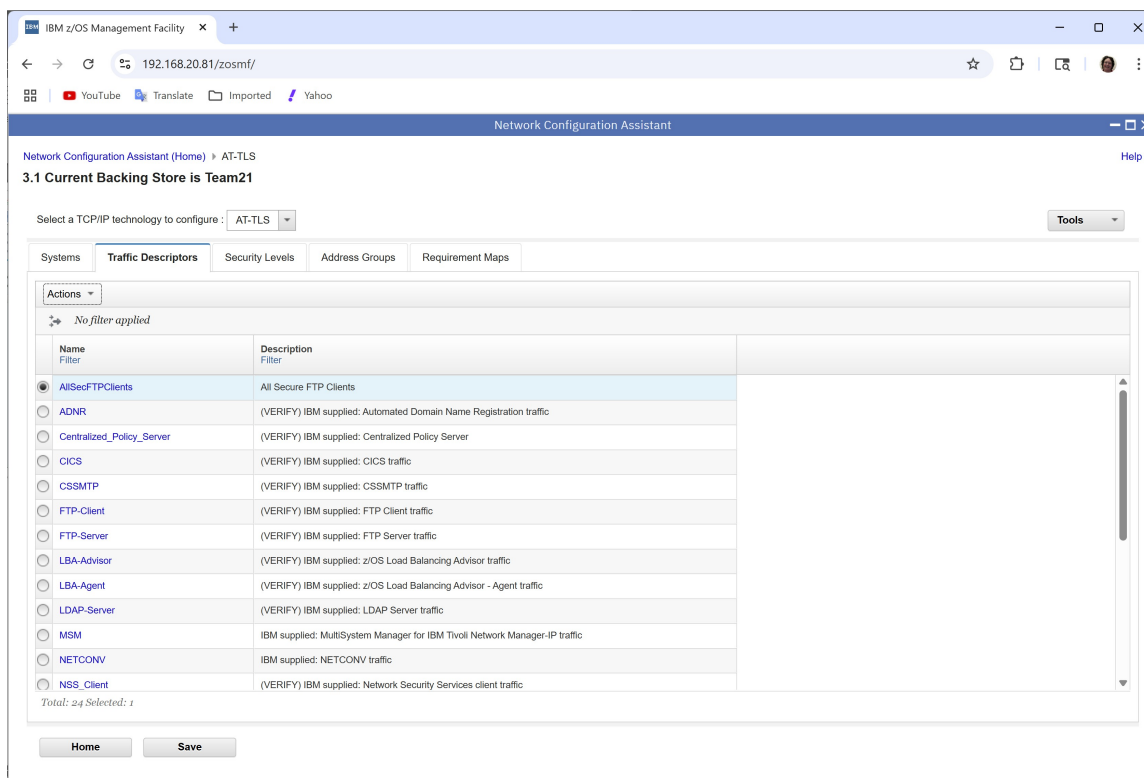 IBM IBM z/OS Management Facility
192.168.20.81/zosmf/
YouTube Translate Imported Yahoo
Network Configuration Assistant
Network Configuration Assistant (Home) AT-TLS Help
3.1 Current Backing Store is Team21
Select a TCP/IP technology to configure : AT-TLS Tools
Systems Traffic Descriptors Security Levels Address Groups Requirement Maps
Actions
No filter applied
Name Description
Filter Filter
AllSecFTPClients All Secure FTP Clients
ADNR (VERIFY) IBM supplied: Automated Domain Name Registration traffic
Centralized_Policy_Server (VERIFY) IBM supplied: Centralized Policy Server
CICS (VERIFY) IBM supplied: CICS traffic
CSSMTP (VERIFY) IBM supplied: CSSMTP traffic
FTP-Client (VERIFY) IBM supplied: FTP Client traffic
FTP-Server (VERIFY) IBM supplied: FTP Server traffic
LBA-Advisor (VERIFY) IBM supplied: z/OS Load Balancing Advisor traffic
LBA-Agent (VERIFY) IBM supplied: z/OS Load Balancing Advisor - Agent traffic
LDAP-Server (VERIFY) IBM supplied: LDAP Server traffic
MSM IBM supplied: MultiSystem Manager for IBM Tivoli Network Manager-IP traffic
NETCONV IBM supplied: NETCONV traffic
NSS_Client (VERIFY) IBM supplied: Network Security Services client traffic
Total: 24 Selected: 1
Home Save